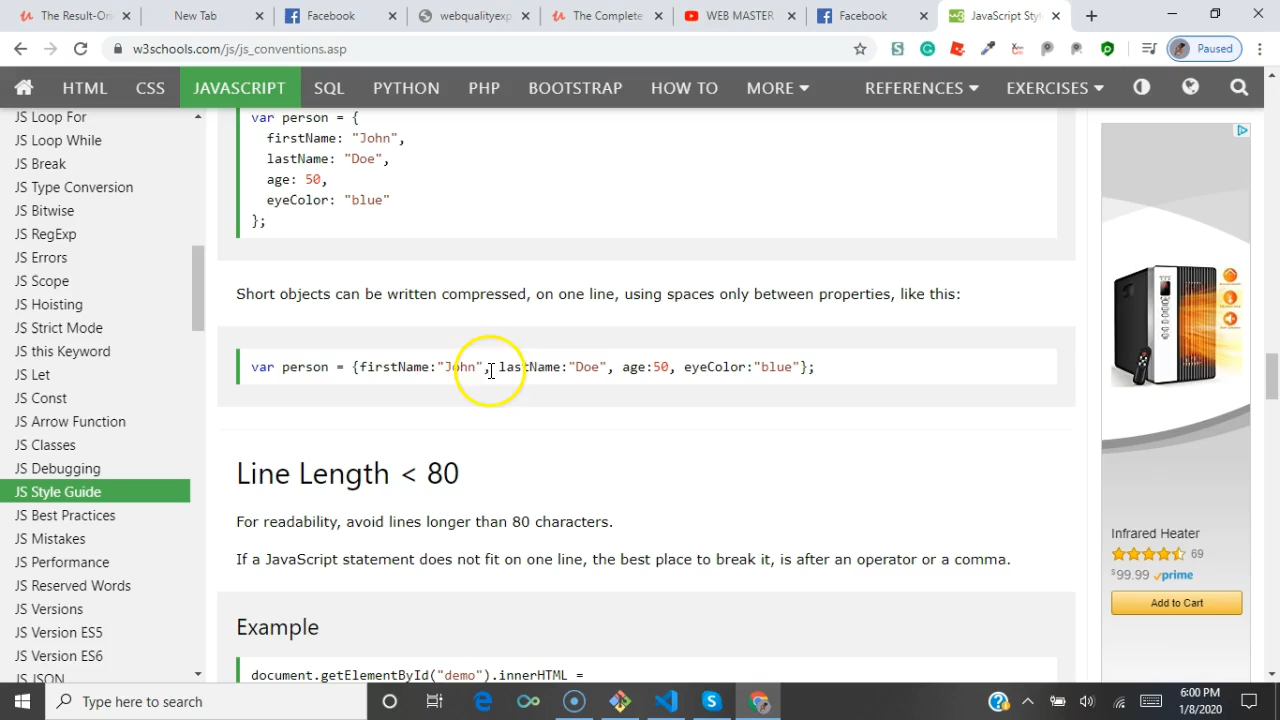 The Result-On
New Tab
Facebook
webqualityexp
The Complete
WEB MASTER
Facebook
JavaScript Sty
w3schools.com/js/js_conventions.asp
Paused
HTML
CSS
JAVASCRIPT
SQL
PYTHON
PHP
BOOTSTRAP
HOW TO
MORE
REFERENCES
EXERCISES
JS Loop For
JS Loop While
JS Break
JS Type Conversion
JS Bitwise
JS RegExp
JS Errors
JS Scope
JS Hoisting
JS Strict Mode
JS this Keyword
JS Let
JS Const
JS Arrow Function
JS Classes
JS Debugging
JS Style Guide
JS Best Practices
JS Mistakes
JS Performance
JS Reserved Words
JS Versions
JS Version ES5
JS Version ES6
JS JSON
var person = {
firstName: "John",
lastName: "Doe",
age: 50,
eyeColor: "blue"
};
Short objects can be written compressed, on one line, using spaces only between properties, like this:
var person = {firstName:"John", lastName:"Doe", age:50, eyeColor:"blue"};
Line Length < 80
For readability, avoid lines longer than 80 characters.
If a JavaScript statement does not fit on one line, the best place to break it, is after an operator or a comma.
Example
document.getElementById("demo").innerHTML =
Infrared Heater
69
$99.99 prime
Add to Cart
Type here to search
6:00 PM
1/8/2020